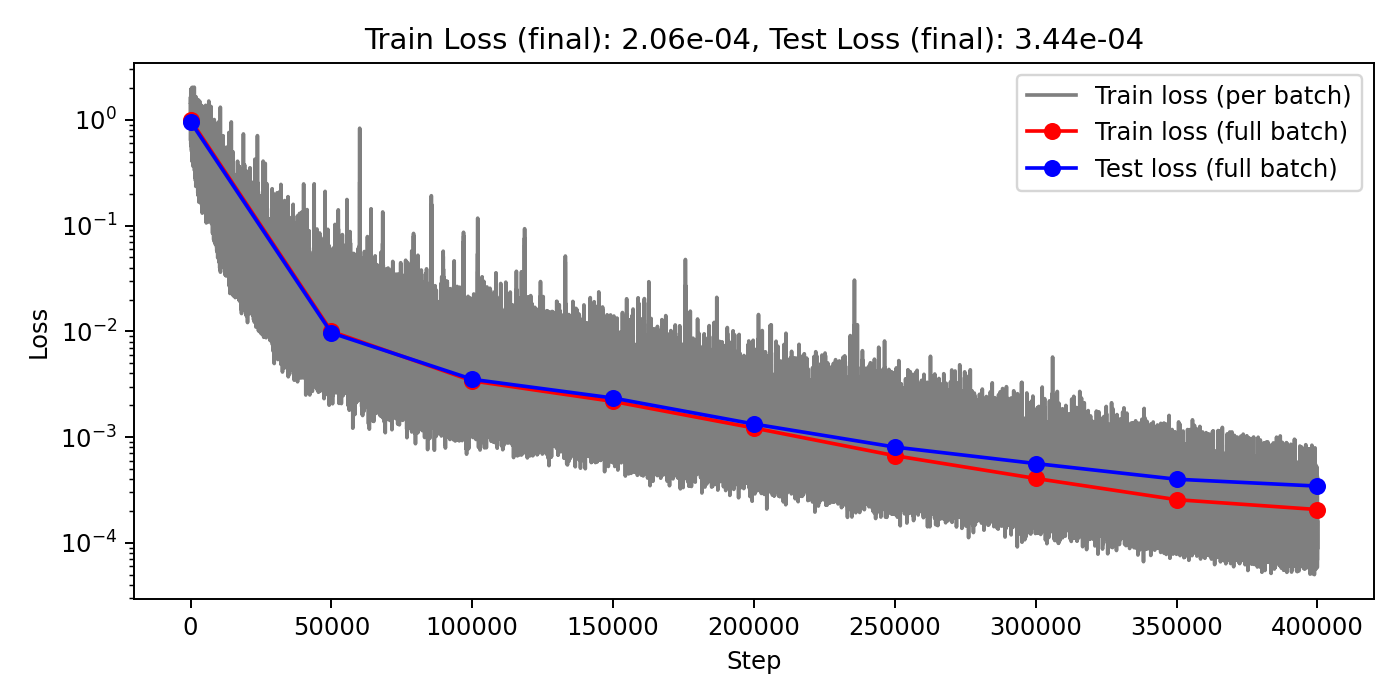 Train Loss (final): 2.06e-04, Test Loss (final): 3.44e-04
Train loss (per batch)
Train loss (full batch)
Test loss (full batch)
Loss
10⁰
10⁻¹
10⁻²
10⁻³
10⁻⁴
0 50000 100000 150000 200000 250000 300000 350000 400000
Step